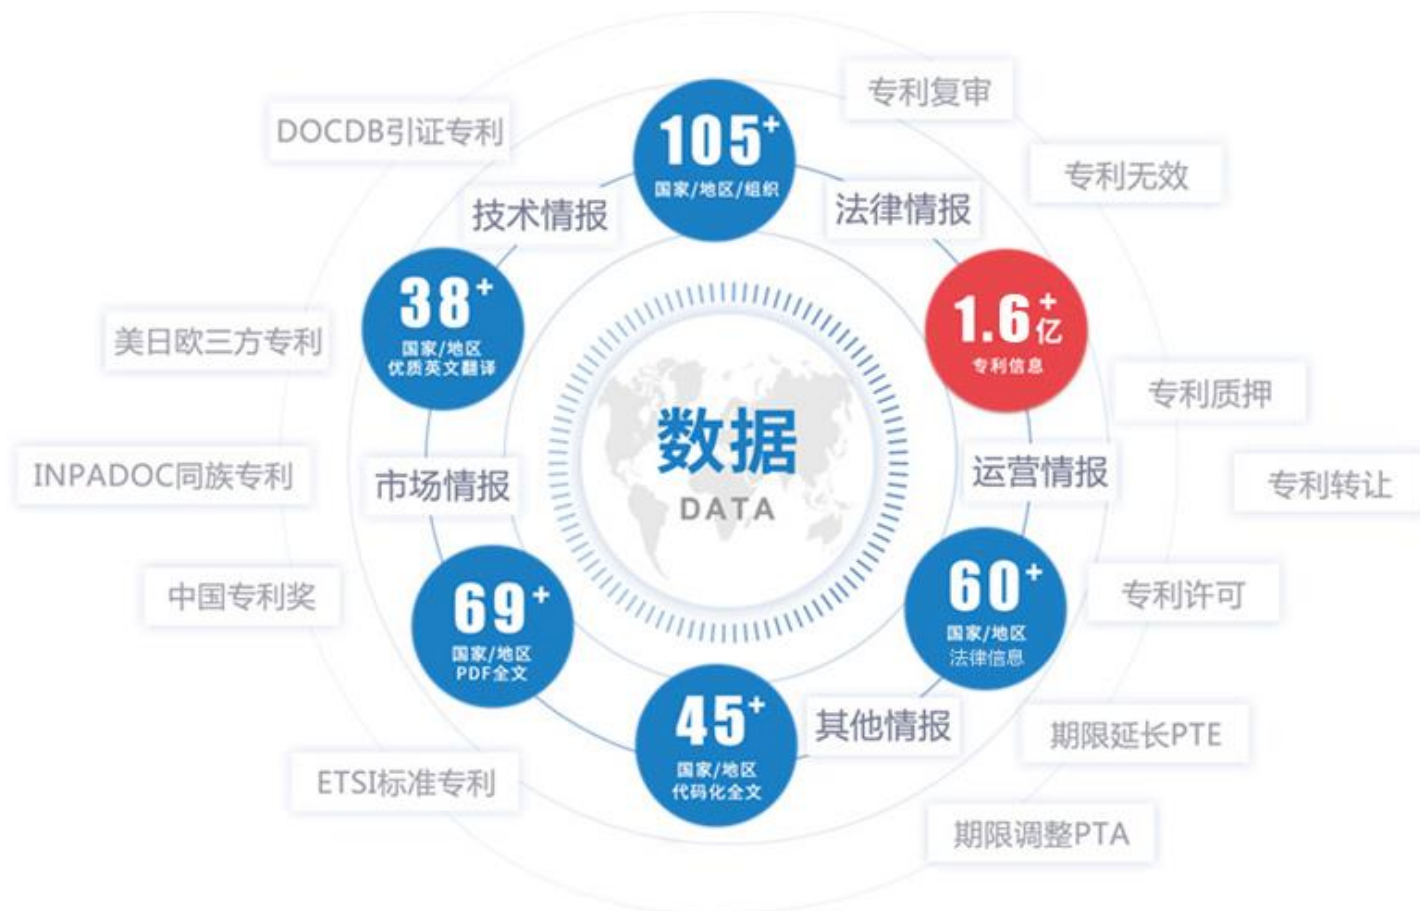 专利复审
DOCDB引证专利
105+
国家/地区/组织
专利无效
技术情报
法律情报
38+
国家/地区
优质英文翻译
1.6亿+
专利信息
美日欧三方专利
专利质押
数据
DATA
INPADOC同族专利
市场情报
运营情报
专利转让
中国专利奖
69+
国家/地区
PDF全文
60+
国家/地区
法律信息
专利许可
45+
国家/地区
代码化全文
其他情报
期限延长PTE
ETSI标准专利
期限调整PTA